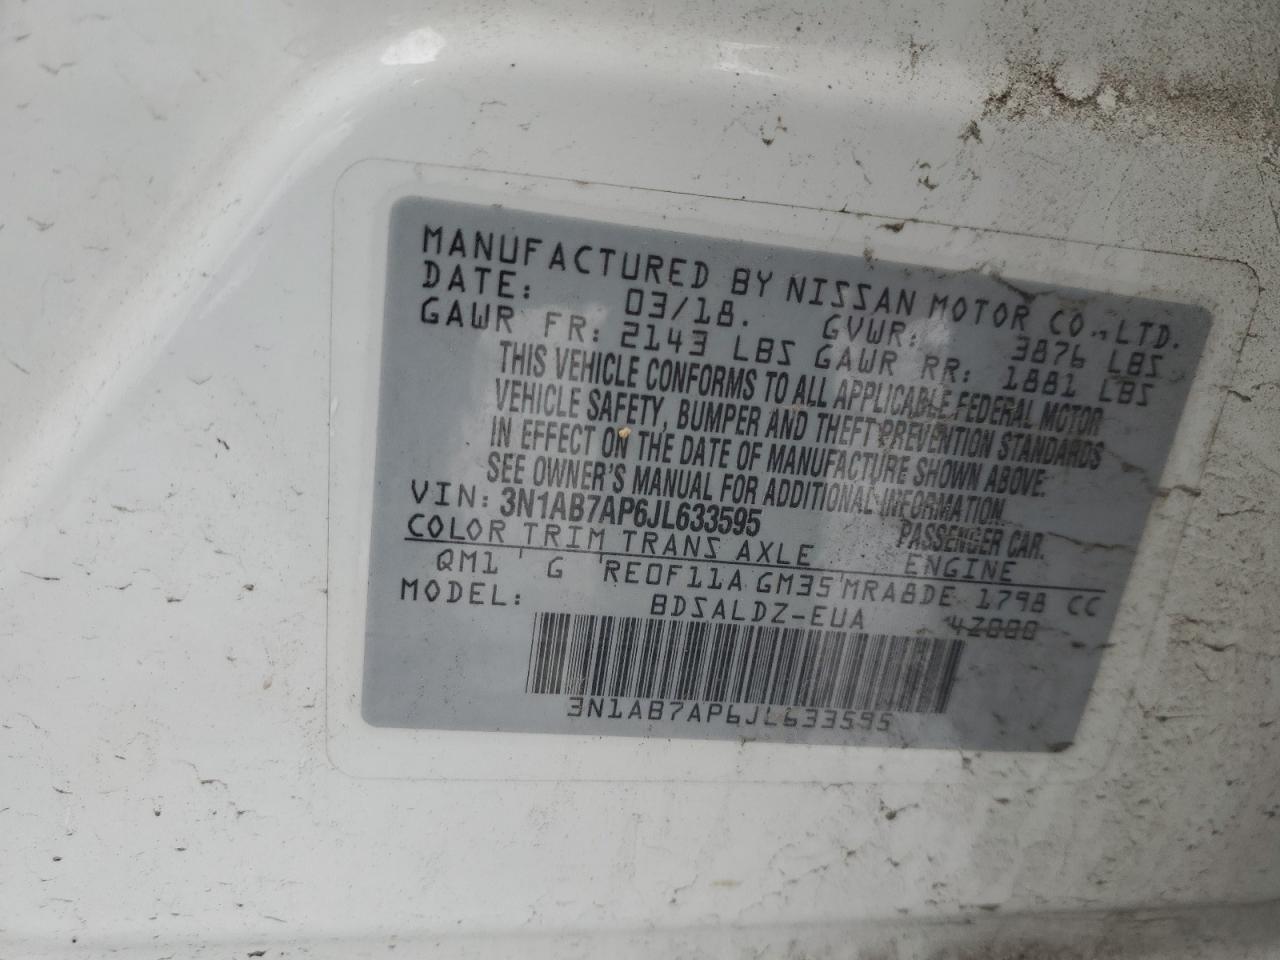 MANUFACTURED BY NISSAN MOTOR CO., LTD.
DATE: 03/18. GVWR: 3876 LBS
GAWR FR: 2143 LBS GAWR RR: 1881 LBS
THIS VEHICLE CONFORMS TO ALL APPLICABLE FEDERAL MOTOR
VEHICLE SAFETY, BUMPER AND THEFT PREVENTION STANDARDS
IN EFFECT ON THE DATE OF MANUFACTURE SHOWN ABOVE.
SEE OWNER'S MANUAL FOR ADDITIONAL INFORMATION.
VIN: 3N1AB7AP6JL633595 PASSENGER CAR.
COLOR TRIM TRANS AXLE ENGINE
QM1 ' G 'RE0F11A GM35'MRA8DE 1798 CC
MODEL: BDSALDZ-EUA
3N1AB7AP6JL633595